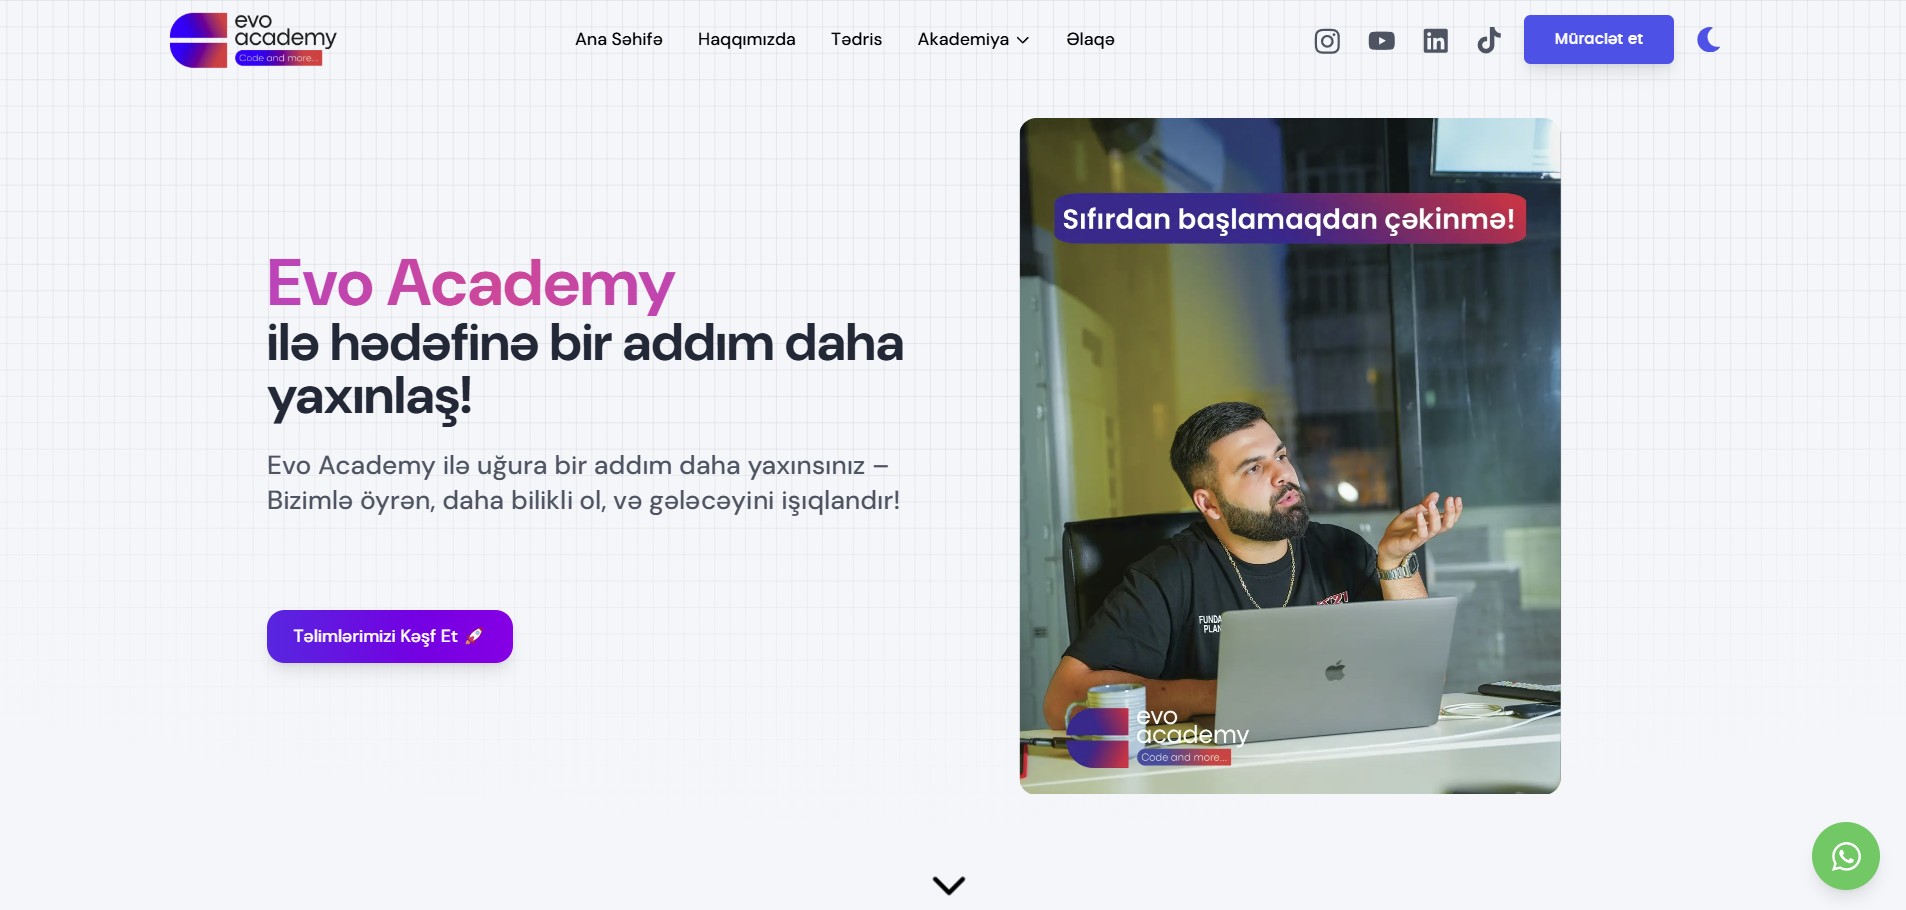 evo
academy
Code and more...
Ana Səhifə
Haqqımızda
Tədris
Akademiya
Əlaqə
Müraciət et
Evo Academy
ilə hədəfinə bir addım daha
yaxınlaş!
Evo Academy ilə uğura bir addım daha yaxınsınız –
Bizimlə öyrən, daha bilikli ol, və gələcəyini işıqlandır!
Təlimlərimizi Kəşf Et 🚀
Sıfırdan başlamaqdan çəkinmə!
evo
academy
Code and more...